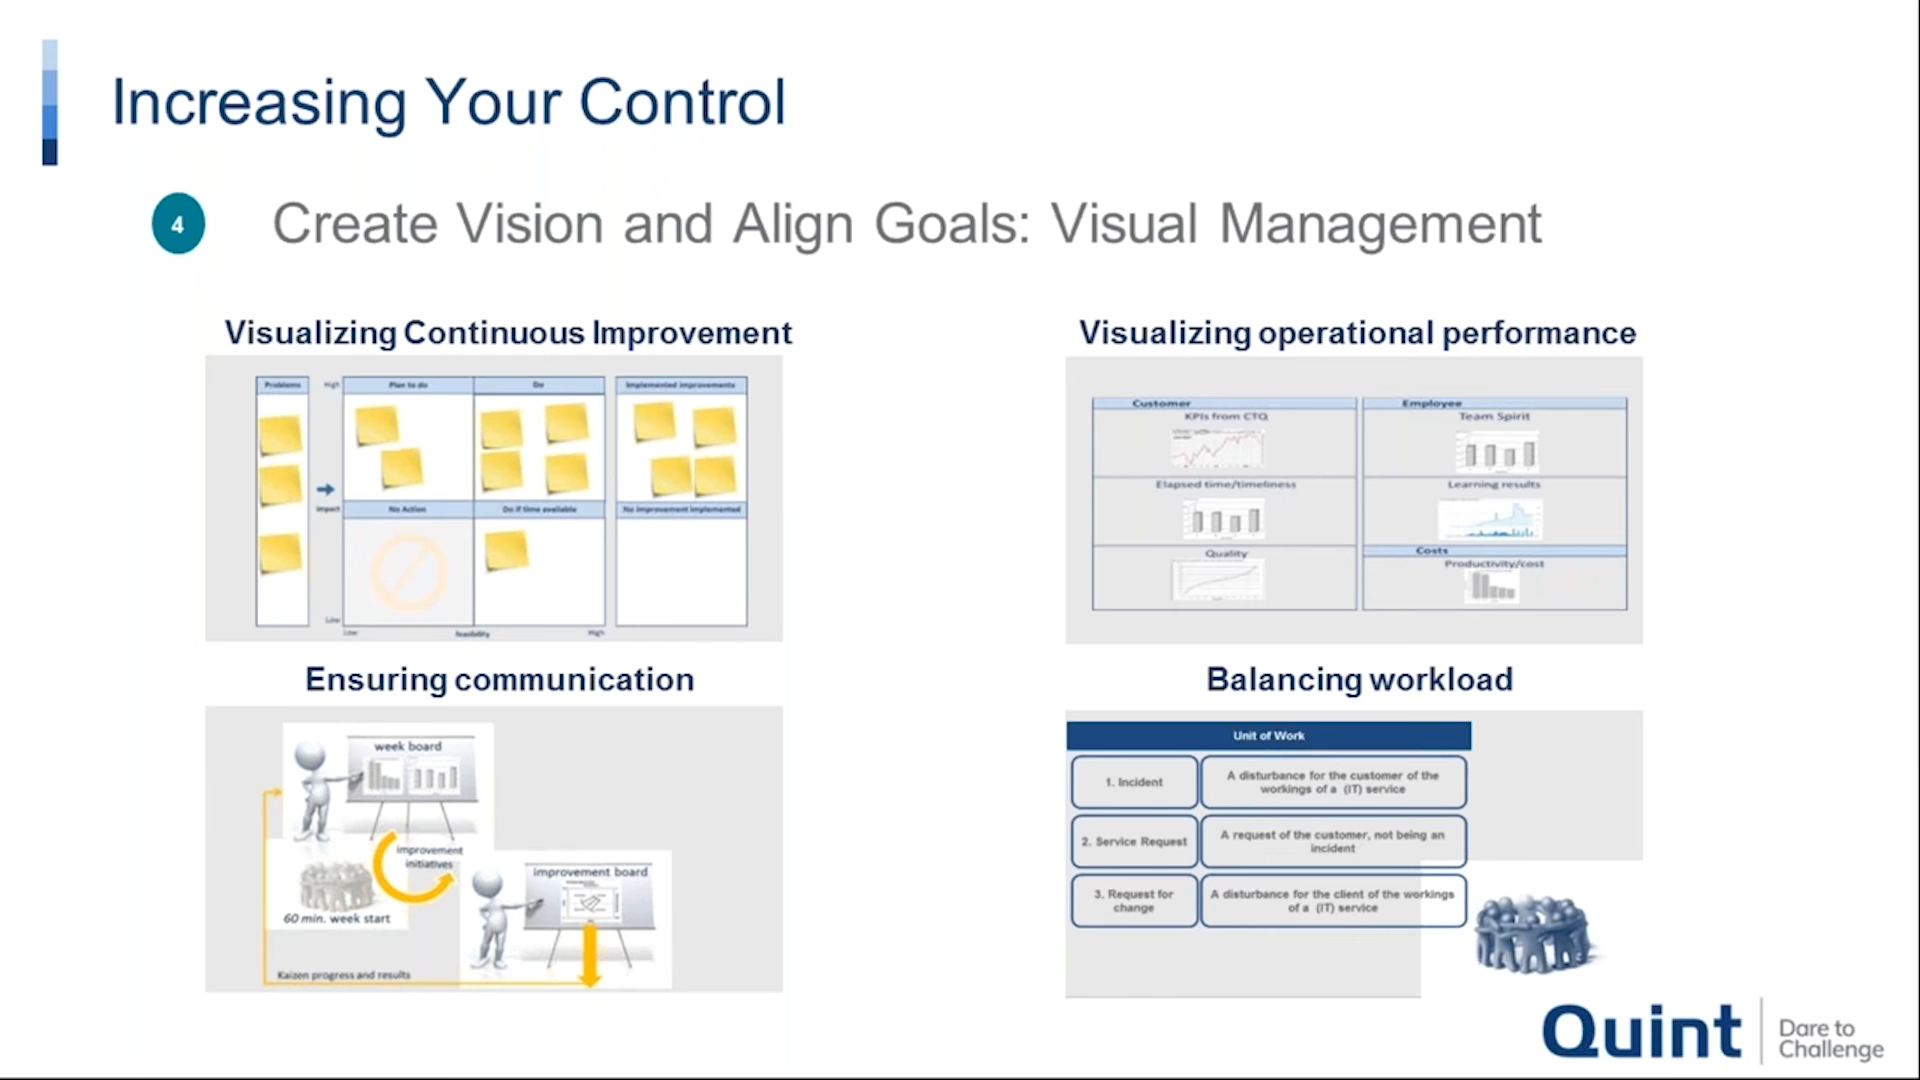 Increasing Your Control
4
Create Vision and Align Goals: Visual Management
Visualizing Continuous Improvement
Problems
High
Plan to do
Do
Implemented improvements
impact
No Action
Do if time available
No improvement implemented
Low
Low
feasibility
High
Visualizing operational performance
Customer
Employee
KPIs from CTQ
Team Spirit
Elapsed time/timeliness
Learning results
Quality
Costs
Productivity/cost
Ensuring communication
week board
improvement
initiatives
60 min. week start
improvement board
Kaizen progress and results
Balancing workload
Unit of Work
1. Incident
A disturbance for the customer of the
workings of a (IT) service
2. Service Request
A request of the customer, not being an
incident
3. Request for
change
A disturbance for the client of the workings
of a (IT) service
Quint
Dare to
Challenge